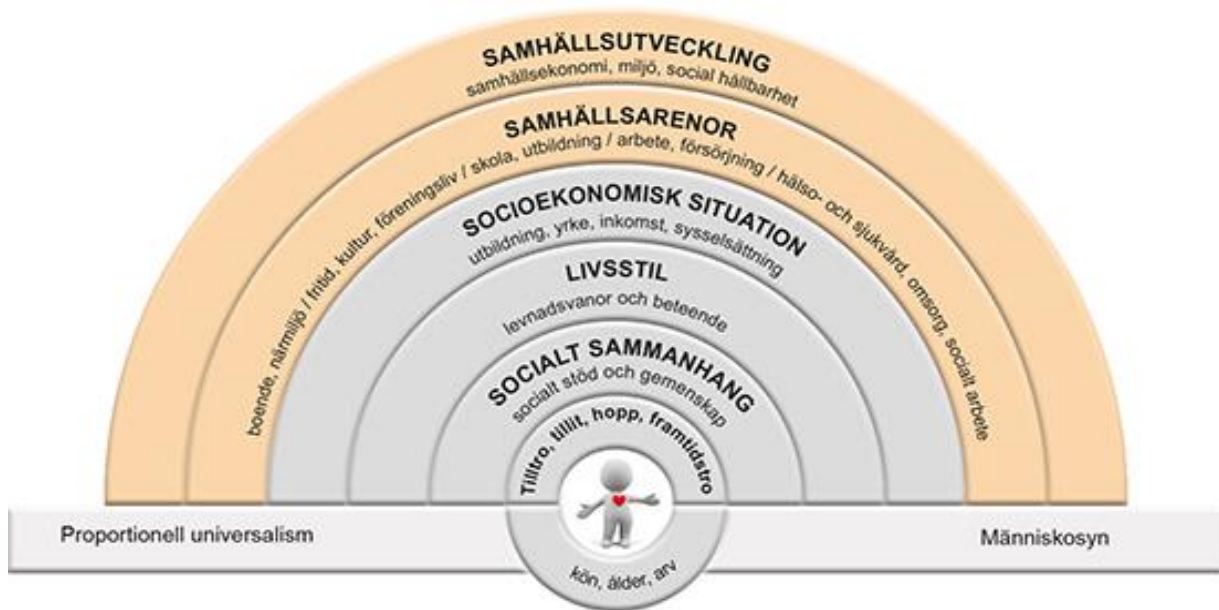 SAMHÄLLSUTVECKLING
samhällsekonomi, miljö, social hållbarhet
SAMHÄLLSARENOR
boende, närmiljö / fritid, kultur, föreningsliv / skola, utbildning / arbete, försörjning / hälso- och sjukvård, omsorg, socialt arbete
SOCIOEKONOMISK SITUATION
utbildning, yrke, inkomst, sysselsättning
LIVSSTIL
levnadsvanor och beteende
SOCIALT SAMMANHANG
socialt stöd och gemenskap
Tilltro, tillit, hopp, framtidstro
Proportionell universalism
Människosyn
kön, ålder, arv